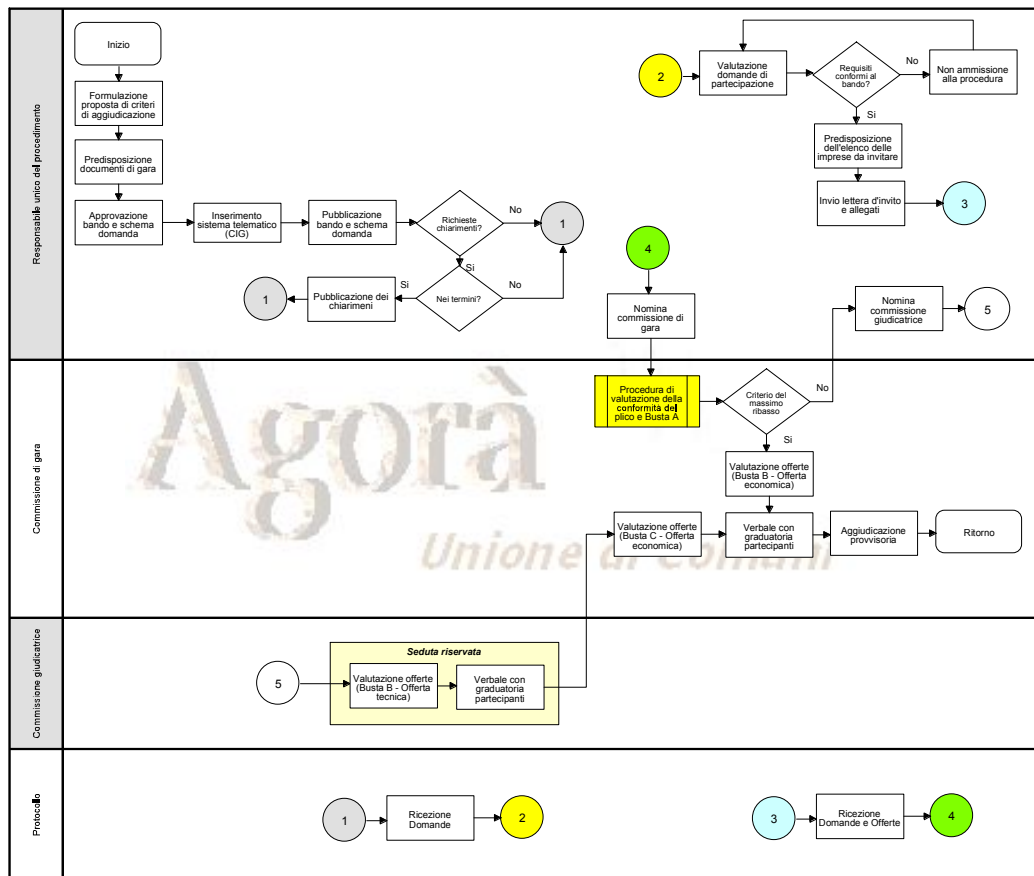 Responsabile unico del procedimento
Inizio
Formulazione
proposta di criteri
di aggiudicazione
Predisposizione
documenti di gara
Approvazione
bando e schema
domanda
Inserimento
sistema telematico
(CIG)
Pubblicazione
bando e schema
domanda
Richieste
chiarimenti?
No
1
Si
Nei termini?
No
Si
Pubblicazione dei
chiarimeni
1
2
Valutazione
domande di
partecipazione
Requisiti
conformi al
bando?
No
Non ammissione
alla procedura
Si
Predisposizione
dell'elenco delle
imprese da invitare
Invio lettera d'invito
e allegati
3
4
Nomina
commissione di
gara
Nomina
commissione
giudicatrice
5
Commissione di gara
Procedura di
valutazione della
conformità del
plico e Busta A
Criterio del
massimo
ribasso
No
Si
Valutazione offerte
(Busta B - Offerta
economica)
Valutazione offerte
(Busta C - Offerta
economica)
Verbale con
graduatoria
partecipanti
Aggiudicazione
provvisoria
Ritorno
Agorà
Unione di Comuni
Commissione giudicatrice
Seduta riservata
5
Valutazione offerte
(Busta B - Offerta
tecnica)
Verbale con
graduatoria
partecipanti
Protocollo
1
Ricezione
Domande
2
3
Ricezione
Domande e Offerte
4